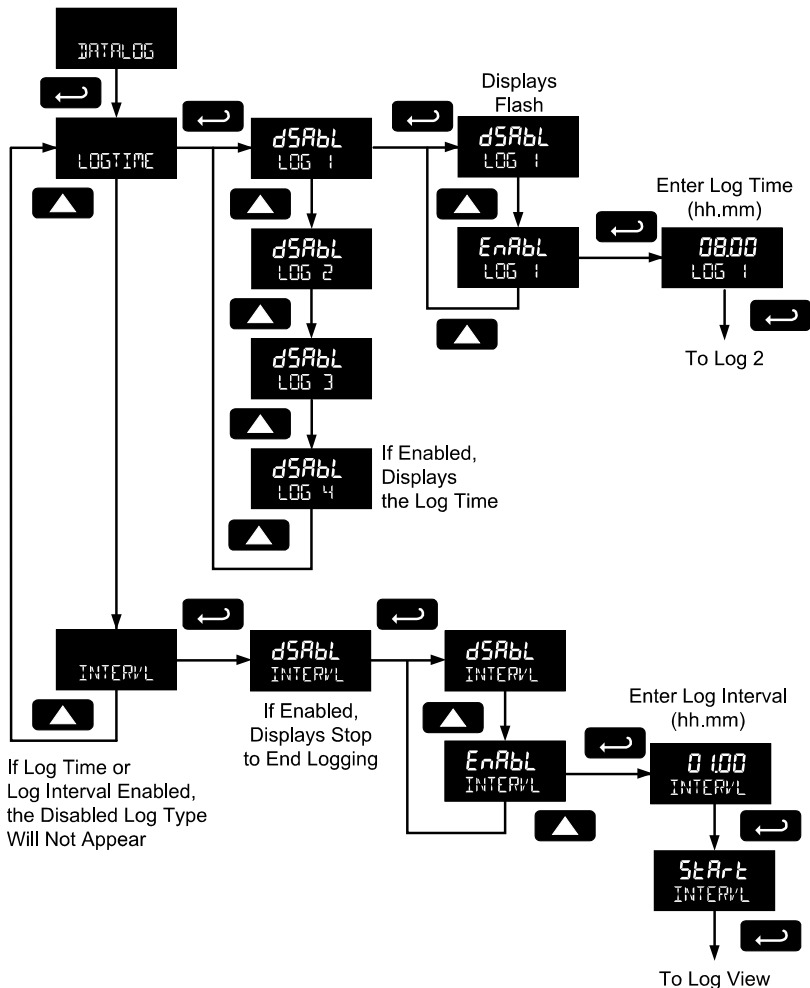 DATALOG
LOGTIME
dSAbL
LOG 1
dSAbL
LOG 2
dSAbL
LOG 3
dSAbL
LOG 4
If Enabled,
Displays
the Log Time
Displays
Flash
dSAbL
LOG 1
EnAbL
LOG 1
Enter Log Time
(hh.mm)
08.00
LOG 1
To Log 2
INTERVL
If Log Time or
Log Interval Enabled,
the Disabled Log Type
Will Not Appear
dSAbL
INTERVL
If Enabled,
Displays Stop
to End Logging
dSAbL
INTERVL
EnAbL
INTERVL
Enter Log Interval
(hh.mm)
01.00
INTERVL
StArt
INTERVL
To Log View